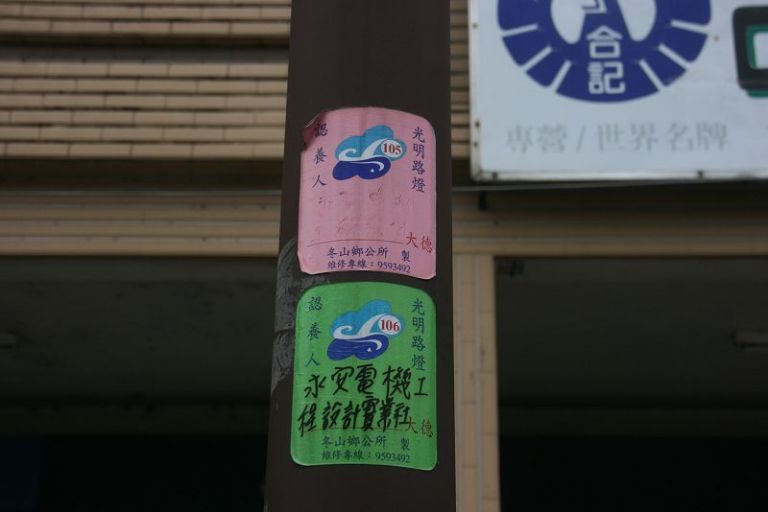 合記
專營/世界名牌
光明路燈
105
認養人
大德
冬山鄉公所 製
維修專線：9593492
光明路燈
106
認養人
永安電機工
程設計實業社
大德
冬山鄉公所 製
維修專線：9593492